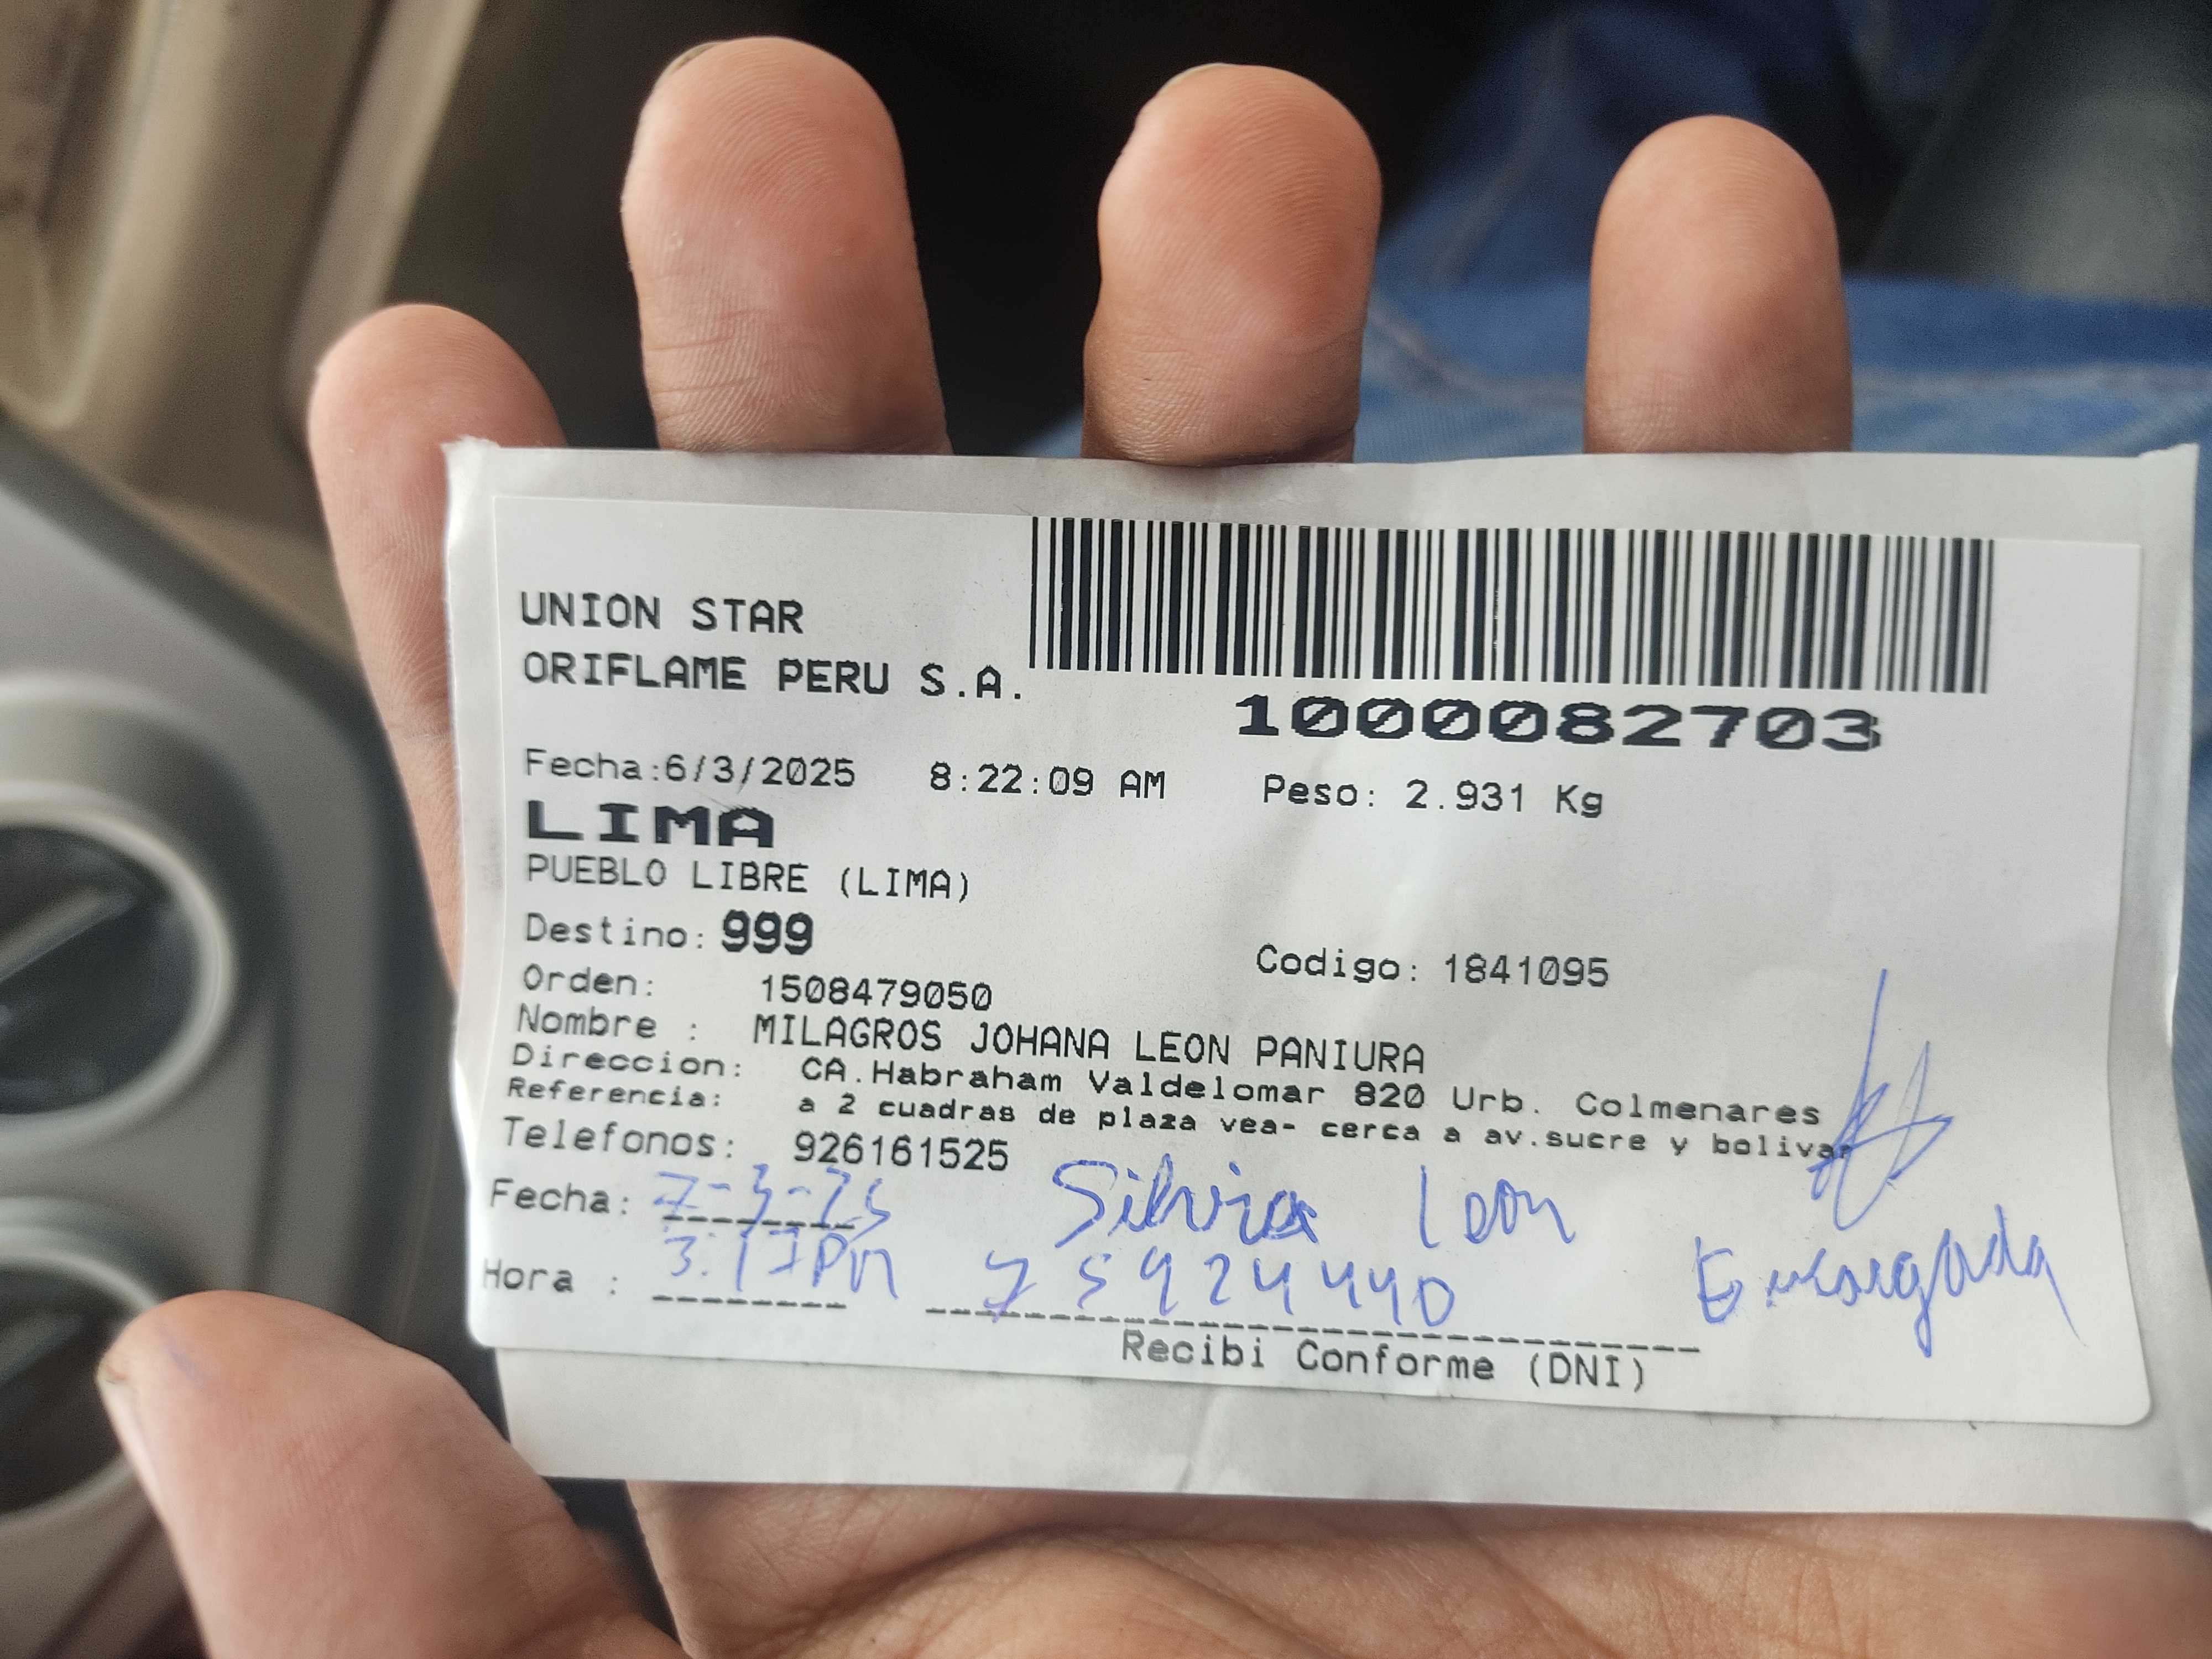 UNION STAR
ORIFLAME PERU S.A.
1000082703
Fecha:6/3/2025 8:22:09 AM Peso: 2.931 Kg
LIMA
PUEBLO LIBRE (LIMA)
Destino: 999 Codigo: 1841095
Orden: 1508479050
Nombre : MILAGROS JOHANA LEON PANIURA
Direccion: CA.Habraham Valdelomar 820 Urb. Colmenares
Referencia: a 2 cuadras de plaza vea- cerca a av.sucre y bolivar
Telefonos: 926161525
Fecha: 7-3-25 Silvia leon
Hora : 3:17PM 75924440 Encargada
Recibi Conforme (DNI)